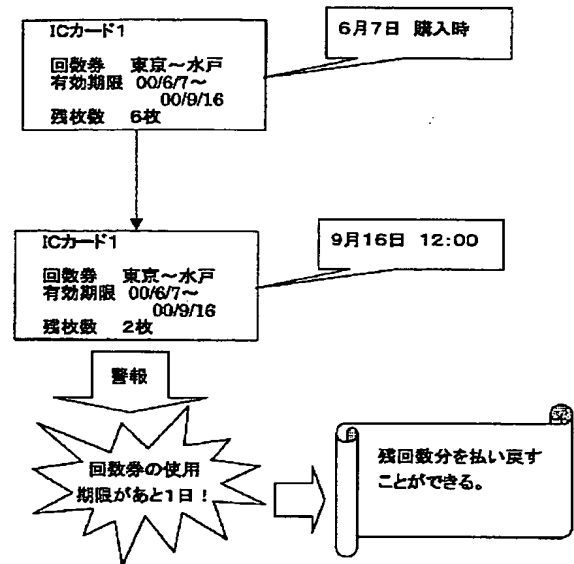 ICカード1
回数券 東京～水戸
有効期限 00/6/7～
00/9/16
残枚数 6枚
6月7日 購入時
ICカード1
回数券 東京～水戸
有効期限 00/6/7～
00/9/16
残枚数 2枚
9月16日 12:00
警報
回数券の使用
期限があと1日！
残回数分を払い戻す
ことができる。